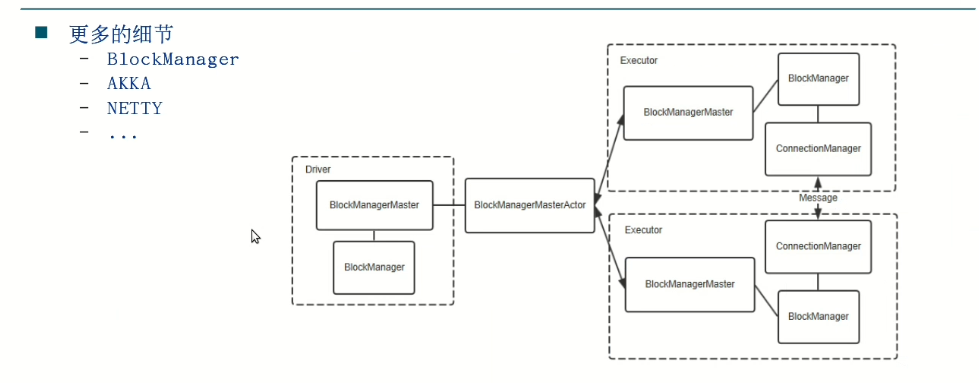 更多的细节
- BlockManager
- AKKA
- NETTY
- ...
Driver
BlockManagerMaster
BlockManager
BlockManagerMasterActor
Executor
BlockManagerMaster
BlockManager
ConnectionManager
Message
Executor
ConnectionManager
BlockManagerMaster
BlockManager